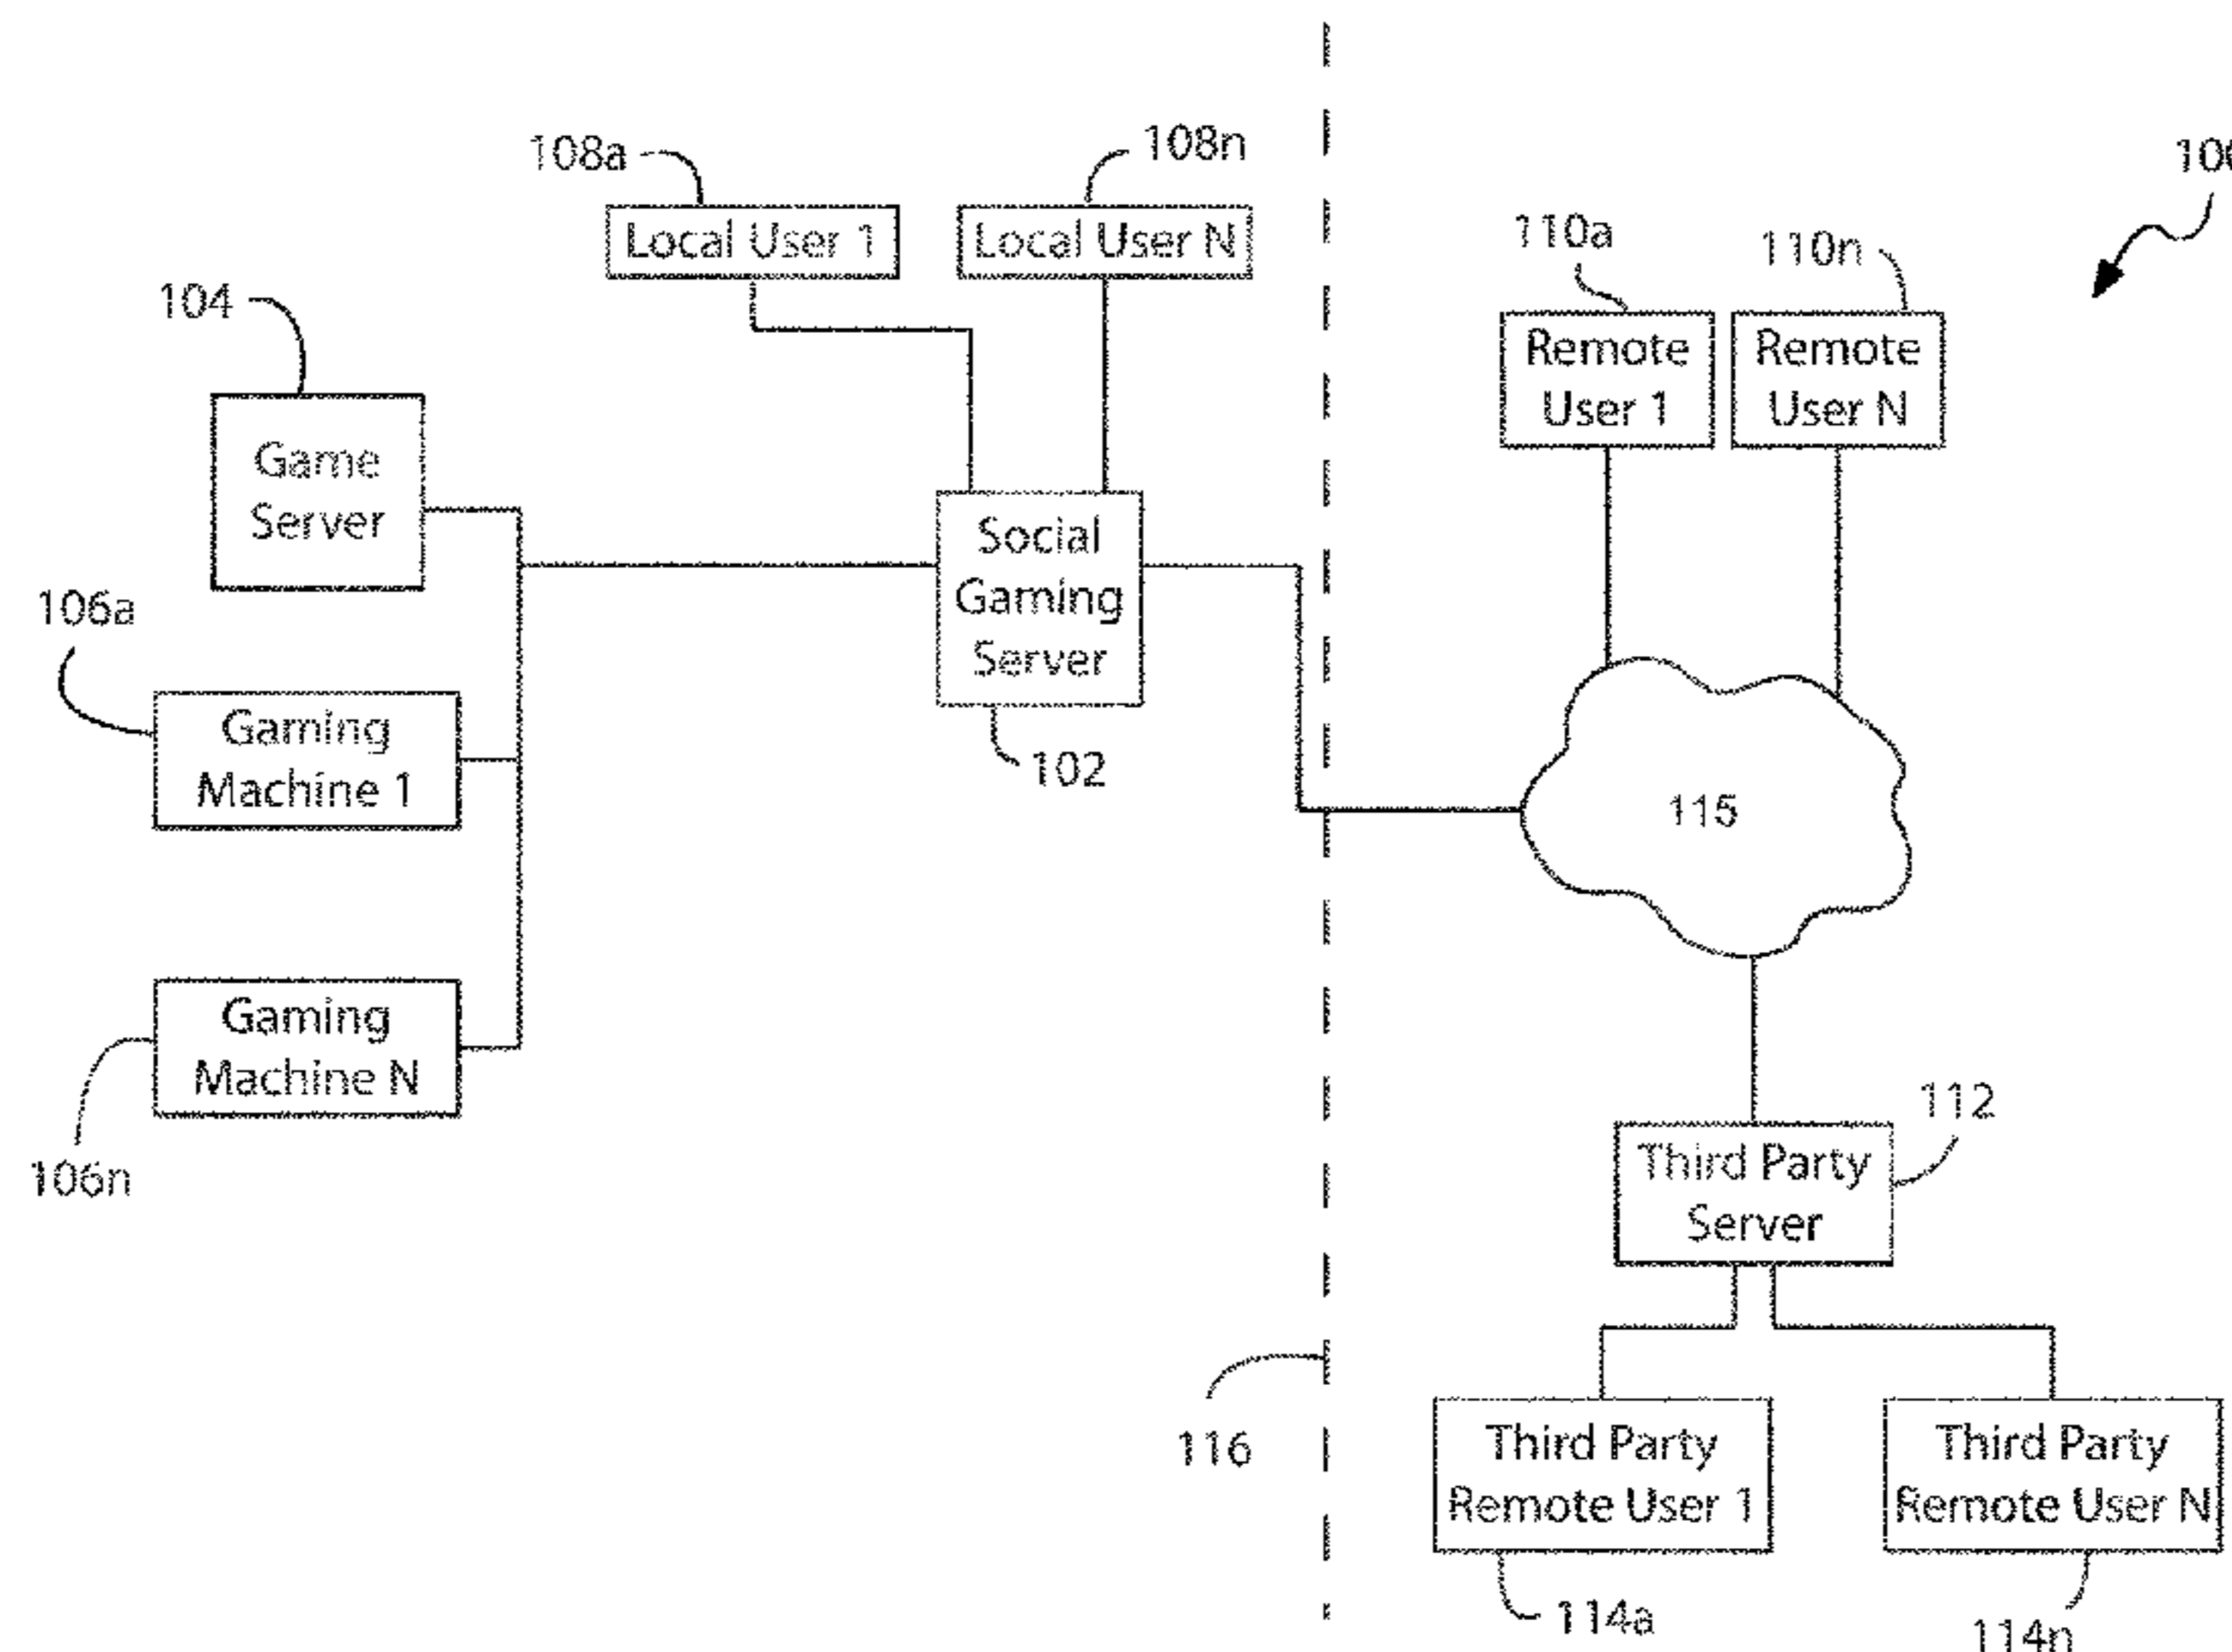 108a
108n
100
Local User 1
Local User N
110a
110n
104
Remote
User 1
Remote
User N
Game
Server
Social
Gaming
Server
106a
Gaming
Machine 1
102
115
Gaming
Machine N
106n
112
Third Party
Server
116
Third Party
Remote User 1
Third Party
Remote User N
114a
114n